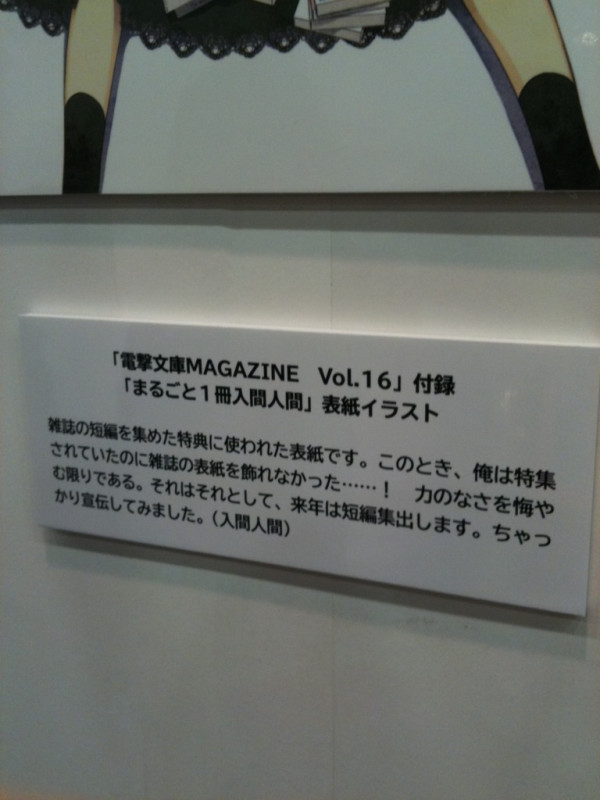 「電撃文庫MAGAZINE　Vol.16」付録
「まるごと１冊入間人間」表紙イラスト
雑誌の短編を集めた特典に使われた表紙です。このとき、俺は特集
されていたのに雑誌の表紙を飾れなかった……！　力のなさを悔や
む限りである。それはそれとして、来年は短編集出します。ちゃっ
かり宣伝してみました。（入間人間）